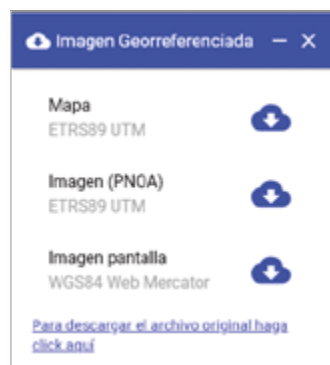 Imagen Georreferenciada
Mapa
ETRS89 UTM
Imagen (PNOA)
ETRS89 UTM
Imagen pantalla
WGS84 Web Mercator
Para descargar el archivo original haga
click aquí